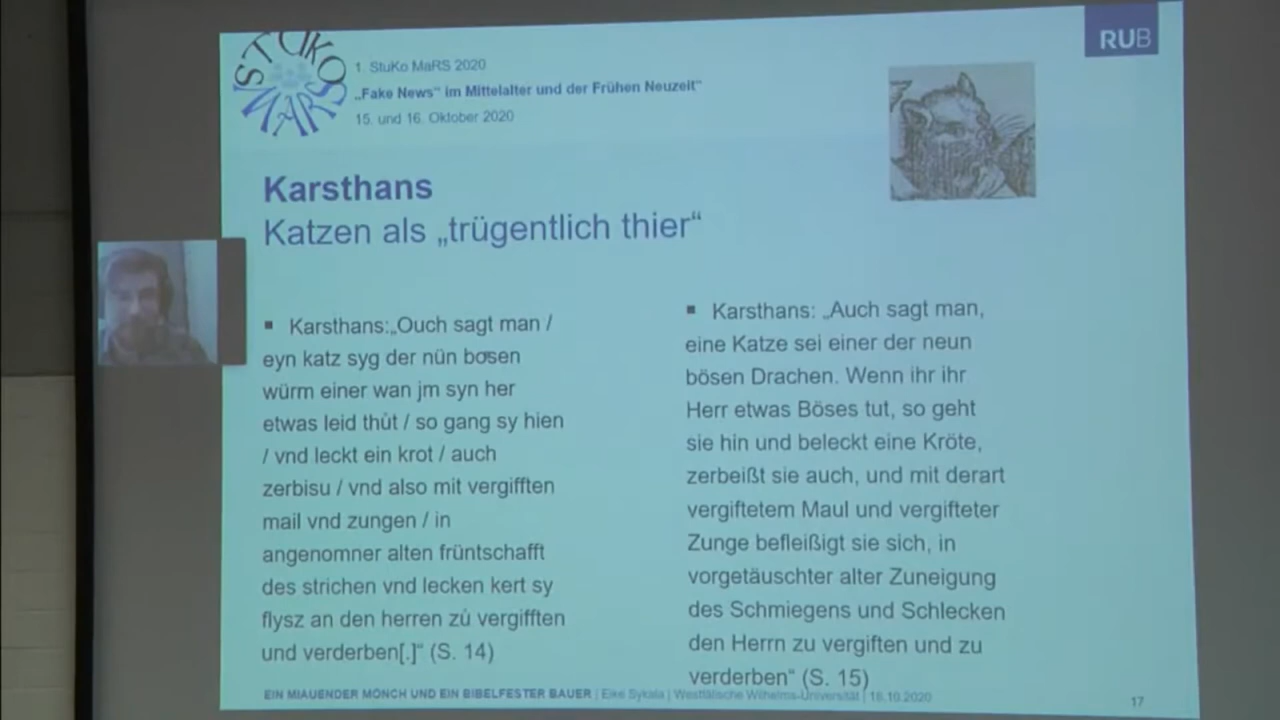 STUKO
MARS
1. StuKo MaRS 2020
„Fake News“ im Mittelalter und der Frühen Neuzeit“
15. und 16. Oktober 2020
RUB
Karsthans
Katzen als „trügentlich thier“
▪ Karsthans:„Ouch sagt man /
eyn katz syg der nün bosen
würm einer wan jm syn her
etwas leid thůt / so gang sy hien
/ vnd leckt ein krot / auch
zerbisu / vnd also mit vergifften
mail vnd zungen / in
angenomner alten früntschafft
des strichen vnd lecken kert sy
flysz an den herren zů vergifften
und verderben[.]“ (S. 14)
▪ Karsthans: „Auch sagt man,
eine Katze sei einer der neun
bösen Drachen. Wenn ihr ihr
Herr etwas Böses tut, so geht
sie hin und beleckt eine Kröte,
zerbeißt sie auch, und mit derart
vergiftetem Maul und vergifteter
Zunge befleißigt sie sich, in
vorgetäuschter alter Zuneigung
des Schmiegens und Schlecken
den Herrn zu vergiften und zu
verderben“ (S. 15)
EIN MIAUENDER MÖNCH UND EIN BIBELFESTER BAUER | Eike Sykala | Westfälische Wilhelms-Universität | 16.10.2020
17